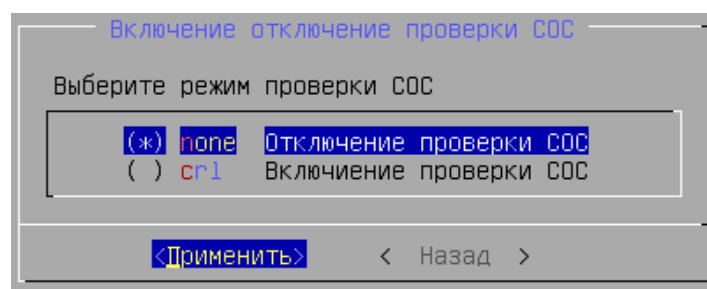 Включение отключение проверки СОС
Выберите режим проверки СОС
(*) none Отключение проверки СОС
( ) crl Включиение проверки СОС
<Применить> < Назад >